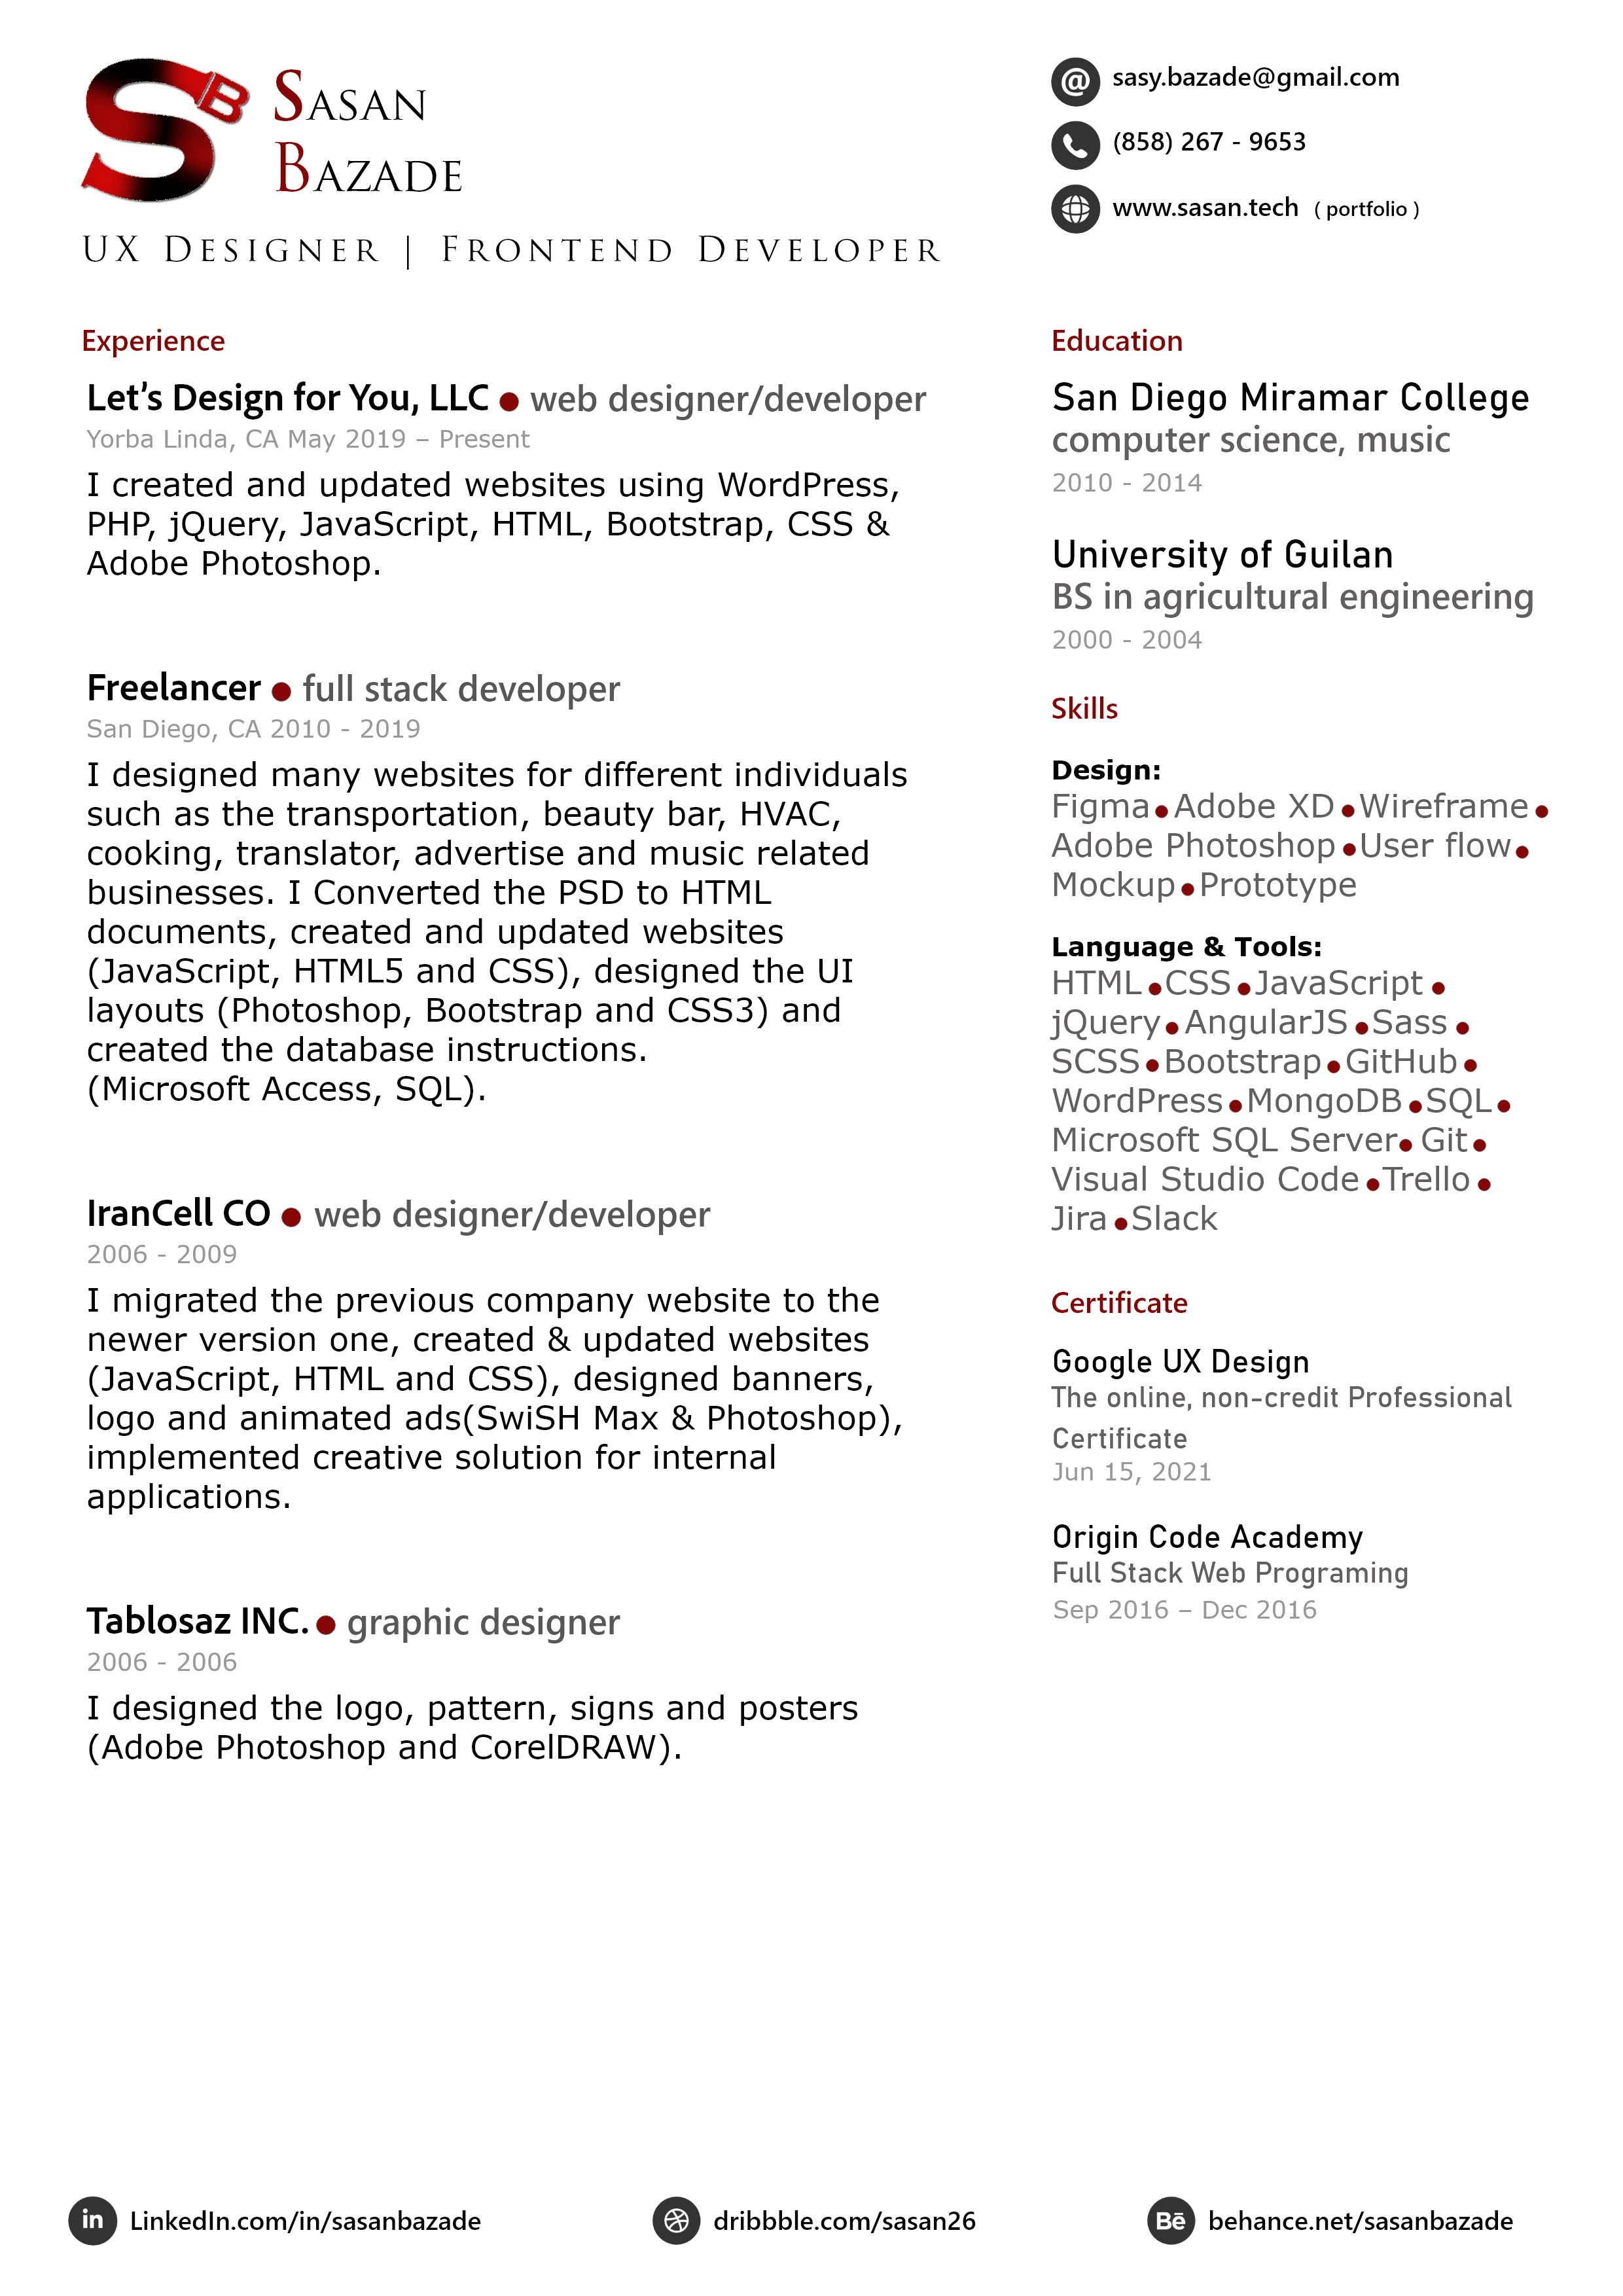 SB
Sasan
Bazade
UX Designer | Frontend Developer
@ sasy.bazade@gmail.com
(858) 267 - 9653
www.sasan.tech ( portfolio )
Experience
Let's Design for You, LLC ● web designer/developer
Yorba Linda, CA May 2019 – Present
I created and updated websites using WordPress,
PHP, jQuery, JavaScript, HTML, Bootstrap, CSS &
Adobe Photoshop.
Freelancer ● full stack developer
San Diego, CA 2010 - 2019
I designed many websites for different individuals
such as the transportation, beauty bar, HVAC,
cooking, translator, advertise and music related
businesses. I Converted the PSD to HTML
documents, created and updated websites
(JavaScript, HTML5 and CSS), designed the UI
layouts (Photoshop, Bootstrap and CSS3) and
created the database instructions.
(Microsoft Access, SQL).
IranCell CO ● web designer/developer
2006 - 2009
I migrated the previous company website to the
newer version one, created & updated websites
(JavaScript, HTML and CSS), designed banners,
logo and animated ads(SwiSH Max & Photoshop),
implemented creative solution for internal
applications.
Tablosaz INC. ● graphic designer
2006 - 2006
I designed the logo, pattern, signs and posters
(Adobe Photoshop and CorelDRAW).
Education
San Diego Miramar College
computer science, music
2010 - 2014
University of Guilan
BS in agricultural engineering
2000 - 2004
Skills
Design:
Figma ● Adobe XD ● Wireframe ●
Adobe Photoshop ● User flow ●
Mockup ● Prototype
Language & Tools:
HTML ● CSS ● JavaScript ●
jQuery ● AngularJS ● Sass ●
SCSS ● Bootstrap ● GitHub ●
WordPress ● MongoDB ● SQL ●
Microsoft SQL Server ● Git ●
Visual Studio Code ● Trello ●
Jira ● Slack
Certificate
Google UX Design
The online, non-credit Professional
Certificate
Jun 15, 2021
Origin Code Academy
Full Stack Web Programing
Sep 2016 – Dec 2016
in LinkedIn.com/in/sasanbazade
dribbble.com/sasan26
Bē behance.net/sasanbazade